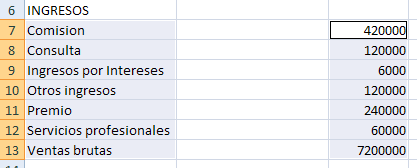 6 INGRESOS
7 Comision 420000
8 Consulta 120000
9 Ingresos por Intereses 6000
10 Otros ingresos 120000
11 Premio 240000
12 Servicios profesionales 60000
13 Ventas brutas 7200000